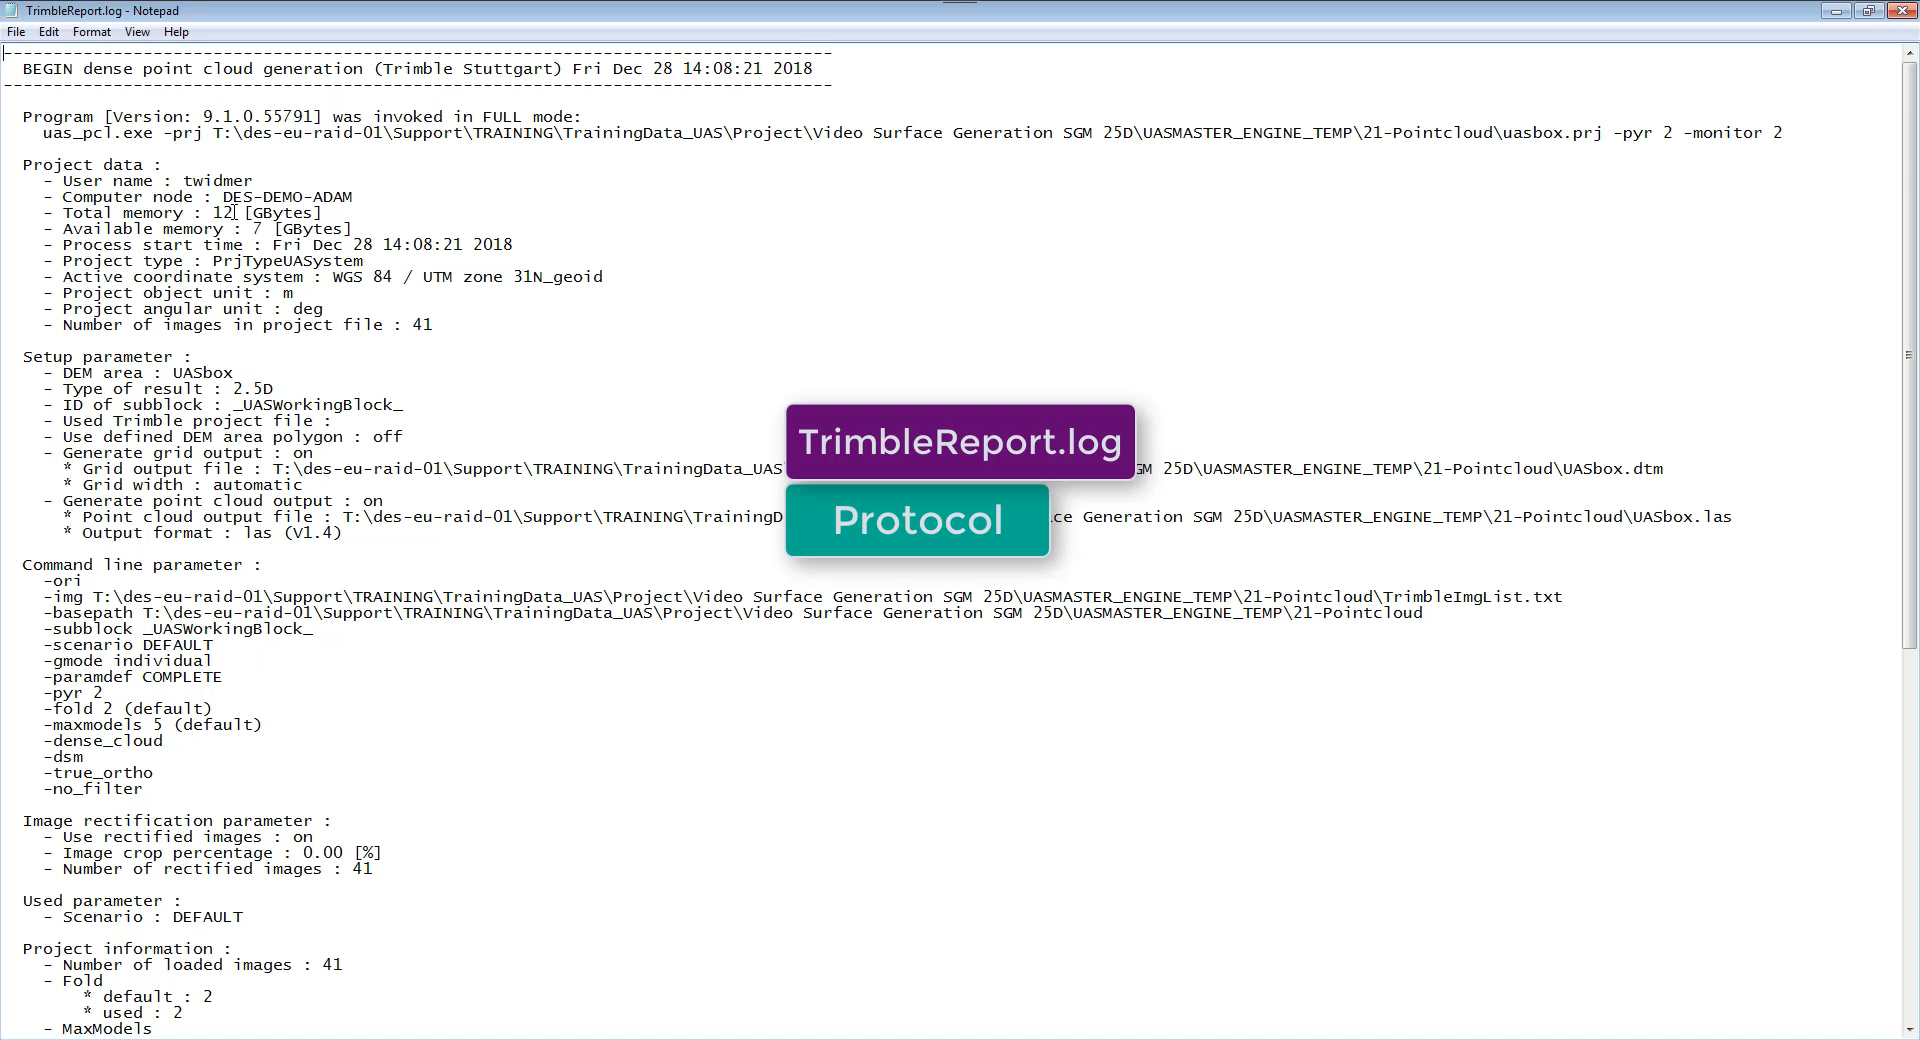 TrimbleReport.log - Notepad
File Edit Format View Help
--------------------------------------------------------------------------------
BEGIN dense point cloud generation (Trimble Stuttgart) Fri Dec 28 14:08:21 2018
--------------------------------------------------------------------------------
Program [Version: 9.1.0.55791] was invoked in FULL mode:
uas_pcl.exe -prj T:\des-eu-raid-01\Support\TRAINING\TrainingData_UAS\Project\Video Surface Generation SGM 25D\UASMASTER_ENGINE_TEMP\21-Pointcloud\uasbox.prj -pyr 2 -monitor 2
Project data :
- User name : twidmer
- Computer node : DES-DEMO-ADAM
- Total memory : 12 [GBytes]
- Available memory : 7 [GBytes]
- Process start time : Fri Dec 28 14:08:21 2018
- Project type : PrjTypeUASystem
- Active coordinate system : WGS 84 / UTM zone 31N_geoid
- Project object unit : m
- Project angular unit : deg
- Number of images in project file : 41
Setup parameter :
- DEM area : UASbox
- Type of result : 2.5D
- ID of subblock : _UASWorkingBlock_
- Used Trimble project file :
- Use defined DEM area polygon : off
- Generate grid output : on
* Grid output file : T:\des-eu-raid-01\Support\TRAINING\TrainingData_UAS GM 25D\UASMASTER_ENGINE_TEMP\21-Pointcloud\UASbox.dtm
* Grid width : automatic
- Generate point cloud output : on
* Point cloud output file : T:\des-eu-raid-01\Support\TRAINING\TrainingD ce Generation SGM 25D\UASMASTER_ENGINE_TEMP\21-Pointcloud\UASbox.las
* Output format : las (V1.4)
TrimbleReport.log
Protocol
Command line parameter :
-ori
-img T:\des-eu-raid-01\Support\TRAINING\TrainingData_UAS\Project\Video Surface Generation SGM 25D\UASMASTER_ENGINE_TEMP\21-Pointcloud\TrimbleImgList.txt
-basepath T:\des-eu-raid-01\Support\TRAINING\TrainingData_UAS\Project\Video Surface Generation SGM 25D\UASMASTER_ENGINE_TEMP\21-Pointcloud
-subblock _UASWorkingBlock_
-scenario DEFAULT
-gmode individual
-paramdef COMPLETE
-pyr 2
-fold 2 (default)
-maxmodels 5 (default)
-dense_cloud
-dsm
-true_ortho
-no_filter
Image rectification parameter :
- Use rectified images : on
- Image crop percentage : 0.00 [%]
- Number of rectified images : 41
Used parameter :
- Scenario : DEFAULT
Project information :
- Number of loaded images : 41
- Fold
* default : 2
* used : 2
- MaxModels